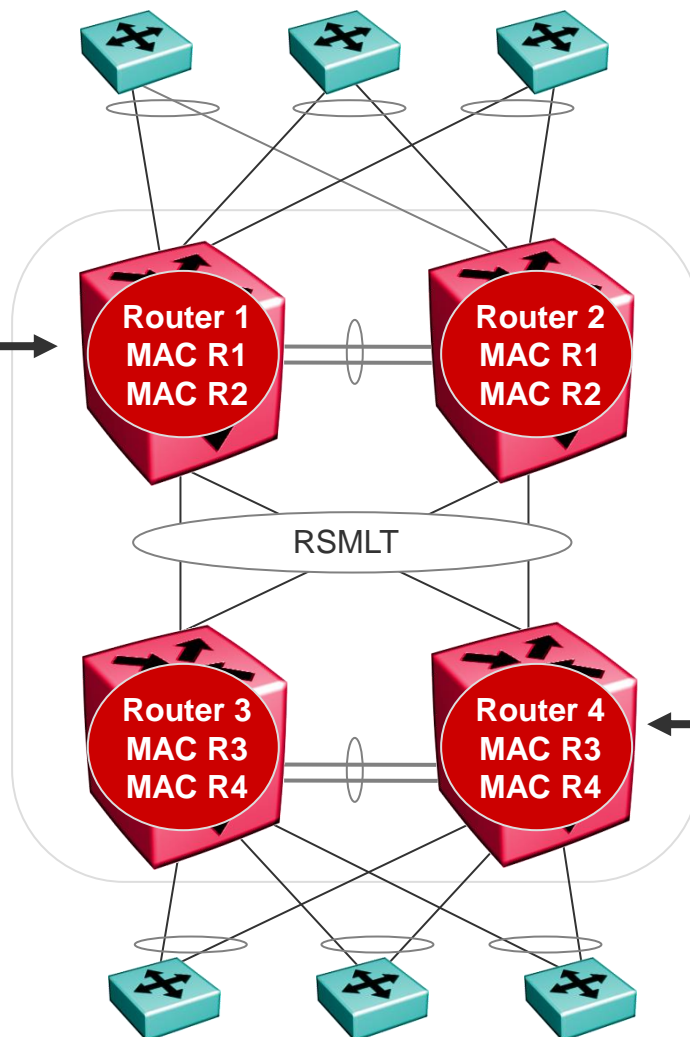 Router 1
MAC R1
MAC R2
Router 2
MAC R1
MAC R2
RSMLT
Router 3
MAC R3
MAC R4
Router 4
MAC R3
MAC R4